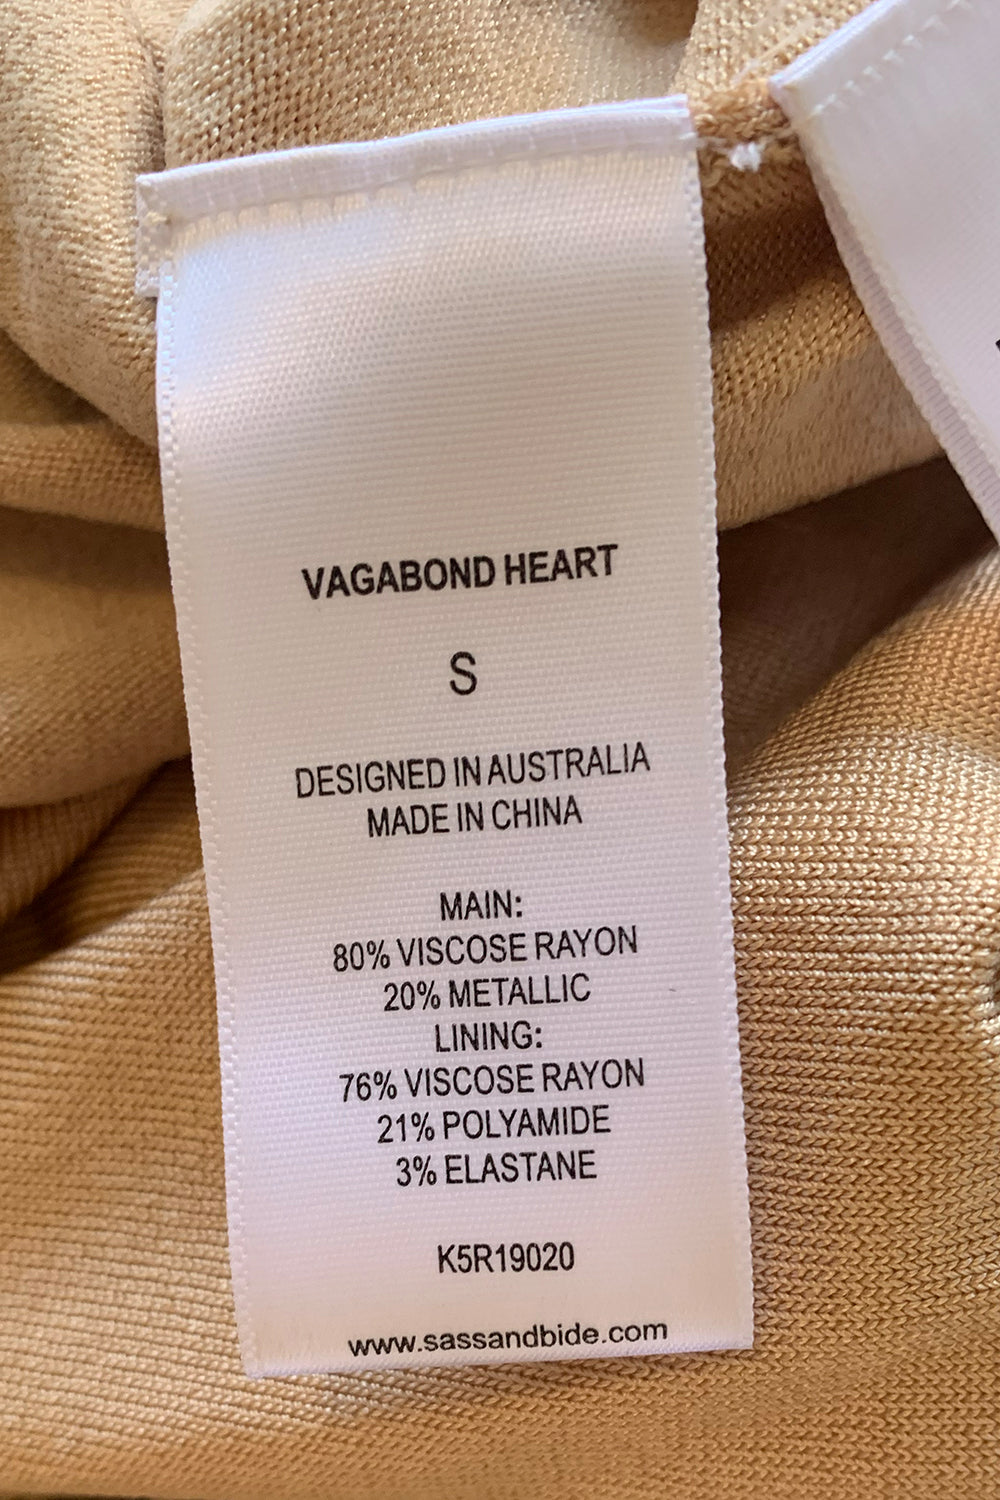 VAGABOND HEART
S
DESIGNED IN AUSTRALIA
MADE IN CHINA
MAIN:
80% VISCOSE RAYON
20% METALLIC
LINING:
76% VISCOSE RAYON
21% POLYAMIDE
3% ELASTANE
K5R19020
www.sassandbide.com